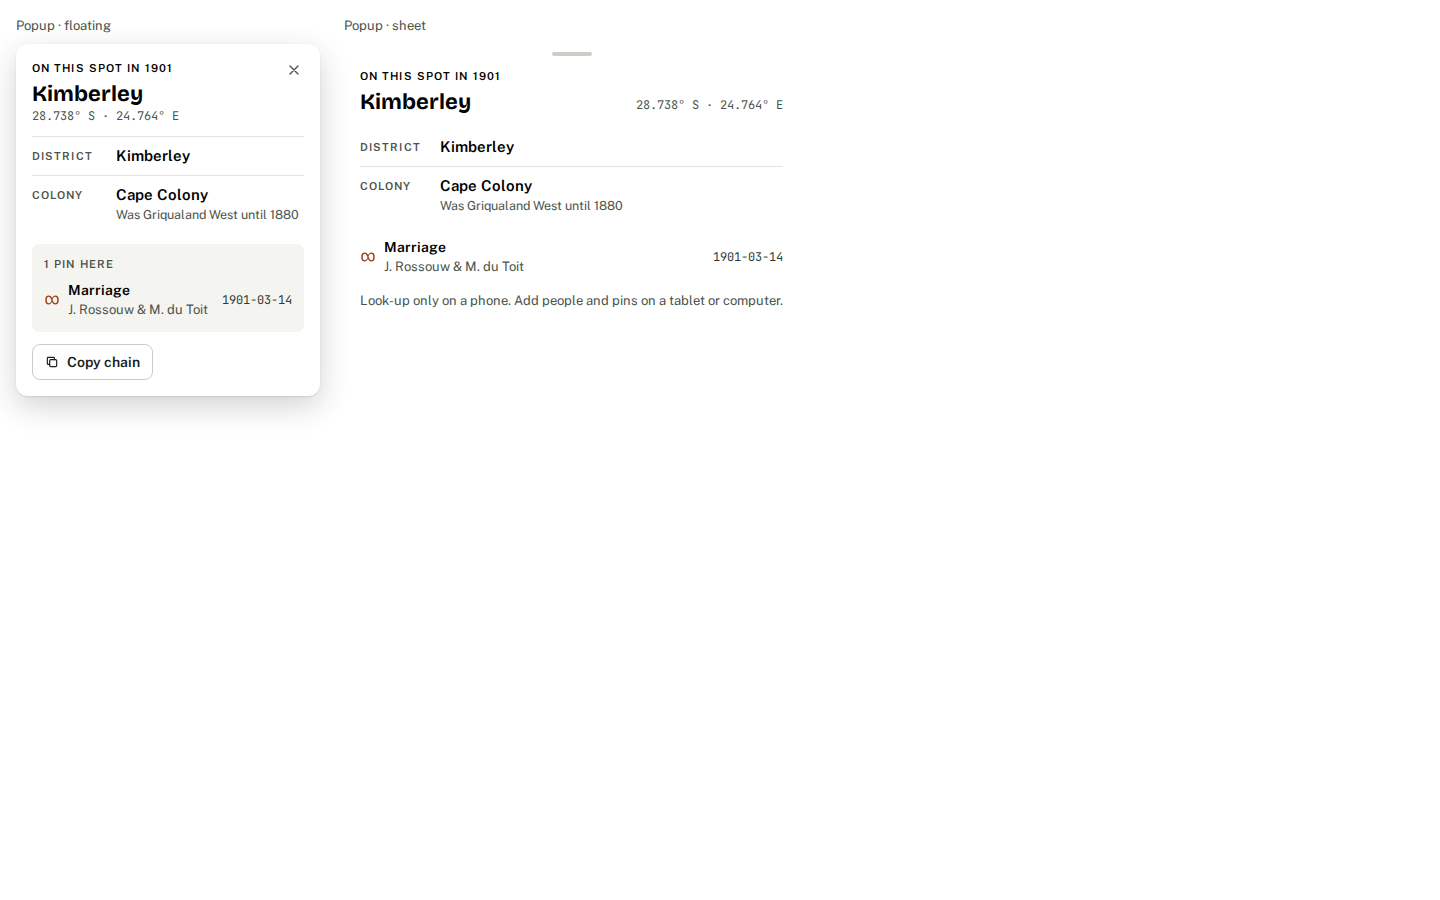 Popup · floating
ON THIS SPOT IN 1901
Kimberley
28.738° S · 24.764° E
DISTRICT Kimberley
COLONY Cape Colony
Was Griqualand West until 1880
1 PIN HERE
Marriage
J. Rossouw & M. du Toit
1901-03-14
Copy chain
Popup · sheet
ON THIS SPOT IN 1901
Kimberley 28.738° S · 24.764° E
DISTRICT Kimberley
COLONY Cape Colony
Was Griqualand West until 1880
Marriage
J. Rossouw & M. du Toit
1901-03-14
Look-up only on a phone. Add people and pins on a tablet or computer.